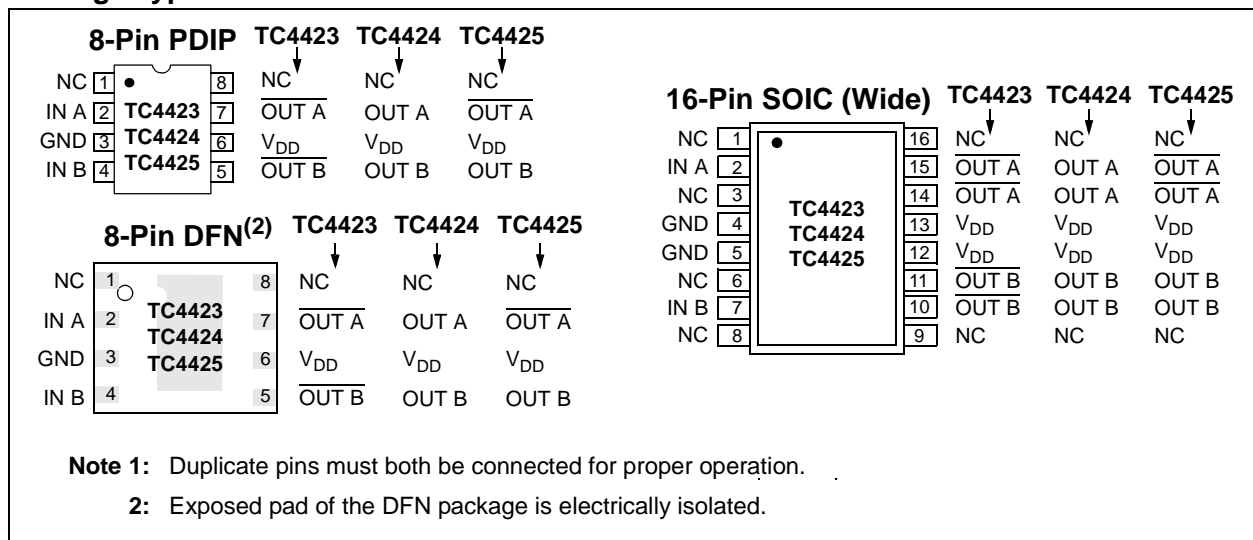 8-Pin PDIP TC4423 TC4424 TC4425
NC 1 8 NC NC NC
IN A 2 TC4423 7 OUT A OUT A OUT A
GND 3 TC4424 6 VDD VDD VDD
IN B 4 TC4425 5 OUT B OUT B OUT B
8-Pin DFN(2) TC4423 TC4424 TC4425
NC 1 8 NC NC NC
IN A 2 TC4423 7 OUT A OUT A OUT A
TC4424
GND 3 TC4425 6 VDD VDD VDD
IN B 4 5 OUT B OUT B OUT B
16-Pin SOIC (Wide) TC4423 TC4424 TC4425
NC 1 16 NC NC NC
IN A 2 15 OUT A OUT A OUT A
NC 3 TC4423 14 OUT A OUT A OUT A
GND 4 TC4424 13 VDD VDD VDD
GND 5 TC4425 12 VDD VDD VDD
NC 6 11 OUT B OUT B OUT B
IN B 7 10 OUT B OUT B OUT B
NC 8 9 NC NC NC
Note 1: Duplicate pins must both be connected for proper operation.
2: Exposed pad of the DFN package is electrically isolated.